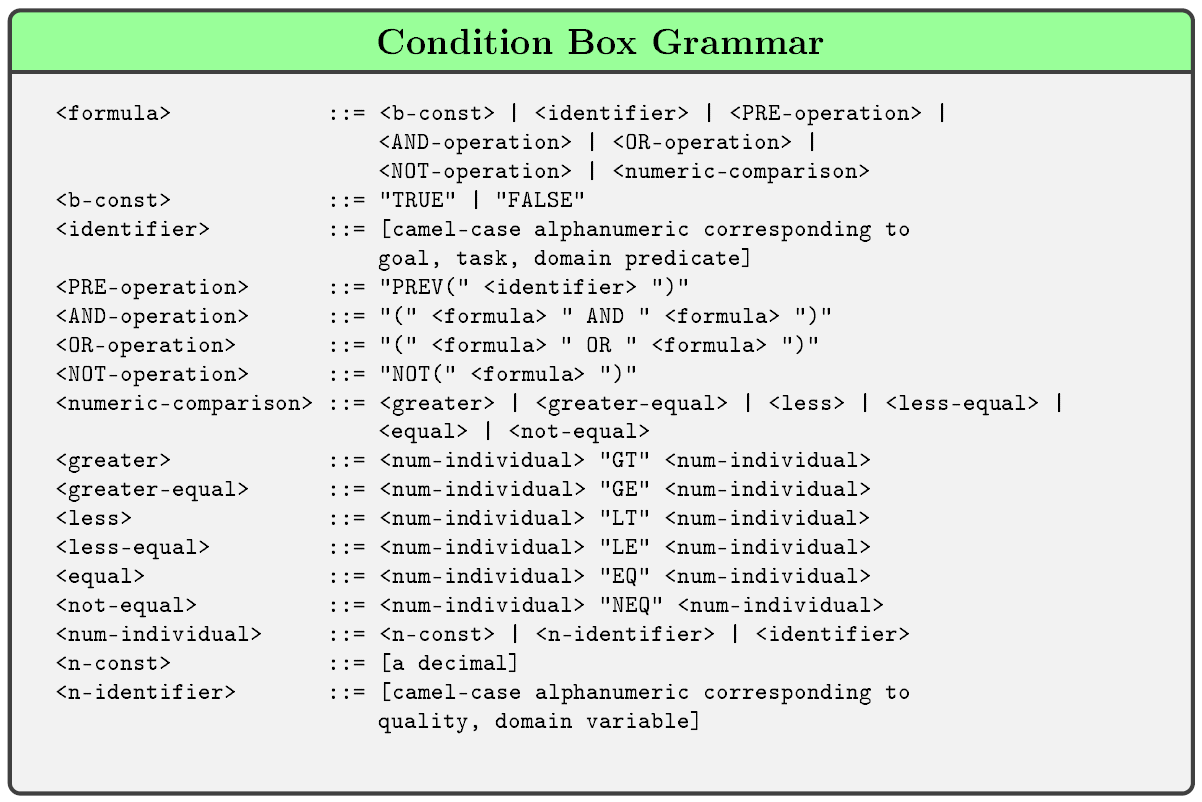 Condition Box Grammar
<formula> ::= <b-const> | <identifier> | <PRE-operation> |
<AND-operation> | <OR-operation> |
<NOT-operation> | <numeric-comparison>
<b-const> ::= "TRUE" | "FALSE"
<identifier> ::= [camel-case alphanumeric corresponding to
goal, task, domain predicate]
<PRE-operation> ::= "PREV(" <identifier> ")"
<AND-operation> ::= "(" <formula> " AND " <formula> ")"
<OR-operation> ::= "(" <formula> " OR " <formula> ")"
<NOT-operation> ::= "NOT(" <formula> ")"
<numeric-comparison> ::= <greater> | <greater-equal> | <less> | <less-equal> |
<equal> | <not-equal>
<greater> ::= <num-individual> "GT" <num-individual>
<greater-equal> ::= <num-individual> "GE" <num-individual>
<less> ::= <num-individual> "LT" <num-individual>
<less-equal> ::= <num-individual> "LE" <num-individual>
<equal> ::= <num-individual> "EQ" <num-individual>
<not-equal> ::= <num-individual> "NEQ" <num-individual>
<num-individual> ::= <n-const> | <n-identifier> | <identifier>
<n-const> ::= [a decimal]
<n-identifier> ::= [camel-case alphanumeric corresponding to
quality, domain variable]